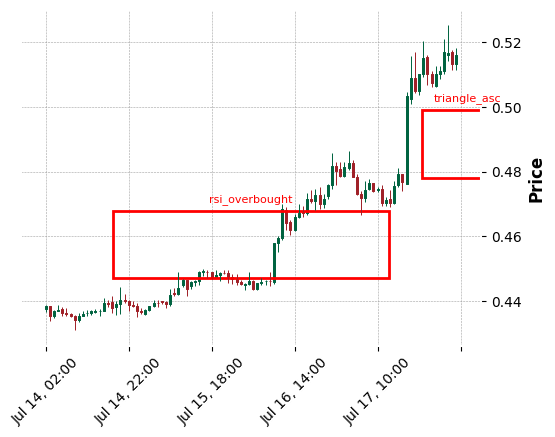 0.52
triangle_asc
0.50
0.48
rsi_overbought
0.46
0.44
Price
Jul 14, 02:00
Jul 14, 22:00
Jul 15, 18:00
Jul 16, 14:00
Jul 17, 10:00